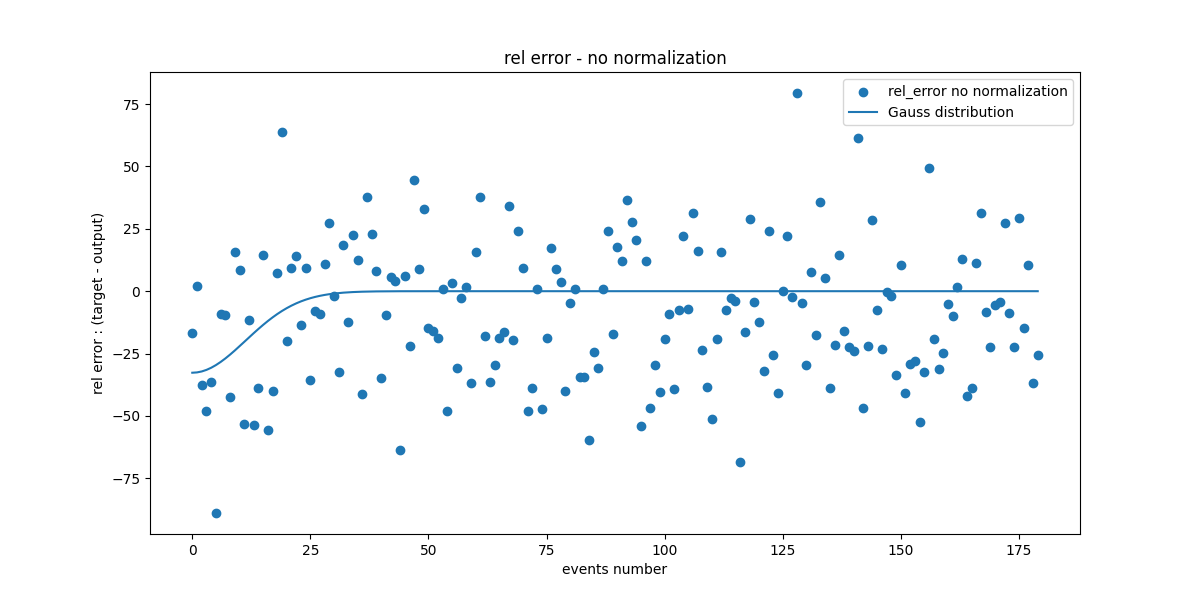 rel error - no normalization
rel_error no normalization
Gauss distribution
rel error : (target - output)
75
50
25
0
−25
−50
−75
0 25 50 75 100 125 150 175
events number